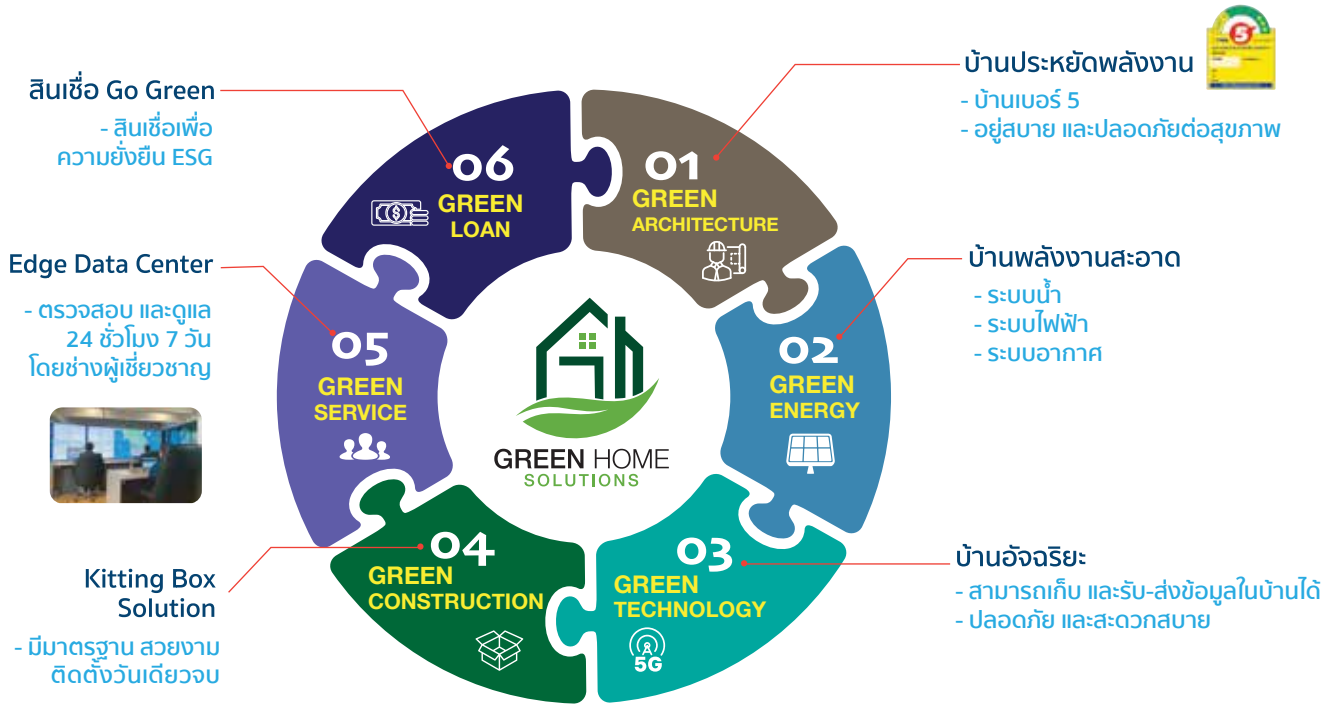 บ้านประหยัดพลังงาน
5
- บ้านเบอร์ 5
- อยู่สบาย และปลอดภัยต่อสุขภาพ
01
GREEN
ARCHITECTURE
บ้านพลังงานสะอาด
- ระบบน้ำ
- ระบบไฟฟ้า
- ระบบอากาศ
02
GREEN
ENERGY
บ้านอัจฉริยะ
- สามารถเก็บ และรับ-ส่งข้อมูลในบ้านได้
- ปลอดภัย และสะดวกสบาย
03
GREEN
TECHNOLOGY
5G
Kitting Box
Solution
- มีมาตรฐาน สวยงาม
ติดตั้งวันเดียวจบ
04
GREEN
CONSTRUCTION
Edge Data Center
- ตรวจสอบ และดูแล
24 ชั่วโมง 7 วัน
โดยช่างผู้เชี่ยวชาญ
05
GREEN
SERVICE
สินเชื่อ Go Green
- สินเชื่อเพื่อ
ความยั่งยืน ESG
06
GREEN
LOAN
GREEN HOME
SOLUTIONS